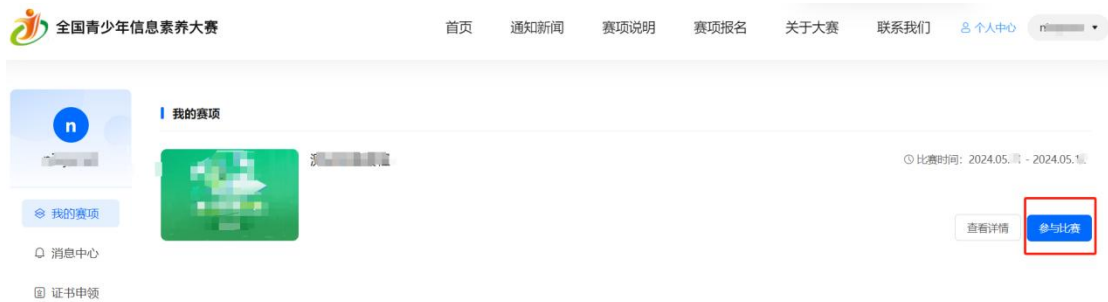 全国青少年信息素养大赛
首页 通知新闻 赛项说明 赛项报名 关于大赛 联系我们 个人中心
我的赛项
n
比赛时间：2024.05. - 2024.05.
我的赛项
查看详情 参与比赛
消息中心
证书申领